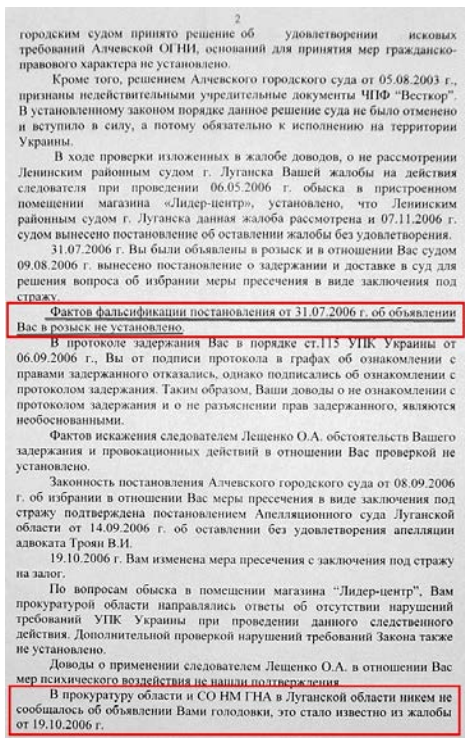 2
городским судом принято решение об удовлетворении исковых
требований Алчевской ОГНИ, оснований для принятия мер гражданско-
правового характера не установлено.
Кроме того, решением Алчевского городского суда от 05.08.2003 г.,
признаны недействительными учредительные документы ЧПФ “Весткор”.
В установленному законом порядке данное решение суда не было отменено
и вступило в силу, а потому обязательно к исполнению на территории
Украины.
В ходе проверки изложенных в жалобе доводов, о не рассмотрении
Ленинским районным судом г. Луганска Вашей жалобы на действия
следователя при проведении 06.05.2006 г. обыска в пристроенном
помещении магазина «Лидер-центр», установлено, что Ленинским
районным судом г. Луганска данная жалоба рассмотрена и 07.11.2006 г.
судом вынесено постановление об оставлении жалобы без удовлетворения.
31.07.2006 г. Вы были объявлены в розыск и в отношении Вас судом
09.08.2006 г. вынесено постановление о задержании и доставке в суд для
решения вопроса об избрании меры пресечения в виде заключения под
стражу.
Фактов фальсификации постановления от 31.07.2006 г. об объявлении
Вас в розыск не установлено.
В протоколе задержания Вас в порядке ст.115 УПК Украины от
06.09.2006 г., Вы от подписи протокола в графах об ознакомлении с
правами задержанного отказались, однако подписались об ознакомлении с
протоколом задержания. Таким образом, Ваши доводы о не ознакомлении с
протоколом задержания и о не разъяснении прав задержанного, являются
необоснованными.
Фактов искажения следователем Лещенко О.А. обстоятельств Вашего
задержания и провокационных действий в отношении Вас проверкой не
установлено.
Законность постановления Алчевского городского суда от 08.09.2006
г. об избрании в отношении Вас меры пресечения в виде заключения под
стражу подтверждена постановлением Апелляционного суда Луганской
области от 14.09.2006 г. об оставлении без удовлетворения апелляции
адвоката Троян В.И.
19.10.2006 г. Вам изменена мера пресечения с заключения под стражу
на залог.
По вопросам обыска в помещении магазина “Лидер-центр”, Вам
прокуратурой области направлялись ответы об отсутствии нарушений
требований УПК Украины при проведении данного следственного
действия. Дополнительной проверкой нарушений требований Закона также
не установлено.
Доводы о применении следователем Лещенко О.А. в отношении Вас
мер психического воздействия не нашли подтверждения.
В прокуратуру области и СО НМ ГНА в Луганской области никем не
сообщалось об объявлении Вами голодовки, это стало известно из жалобы
от 19.10.2006 г.